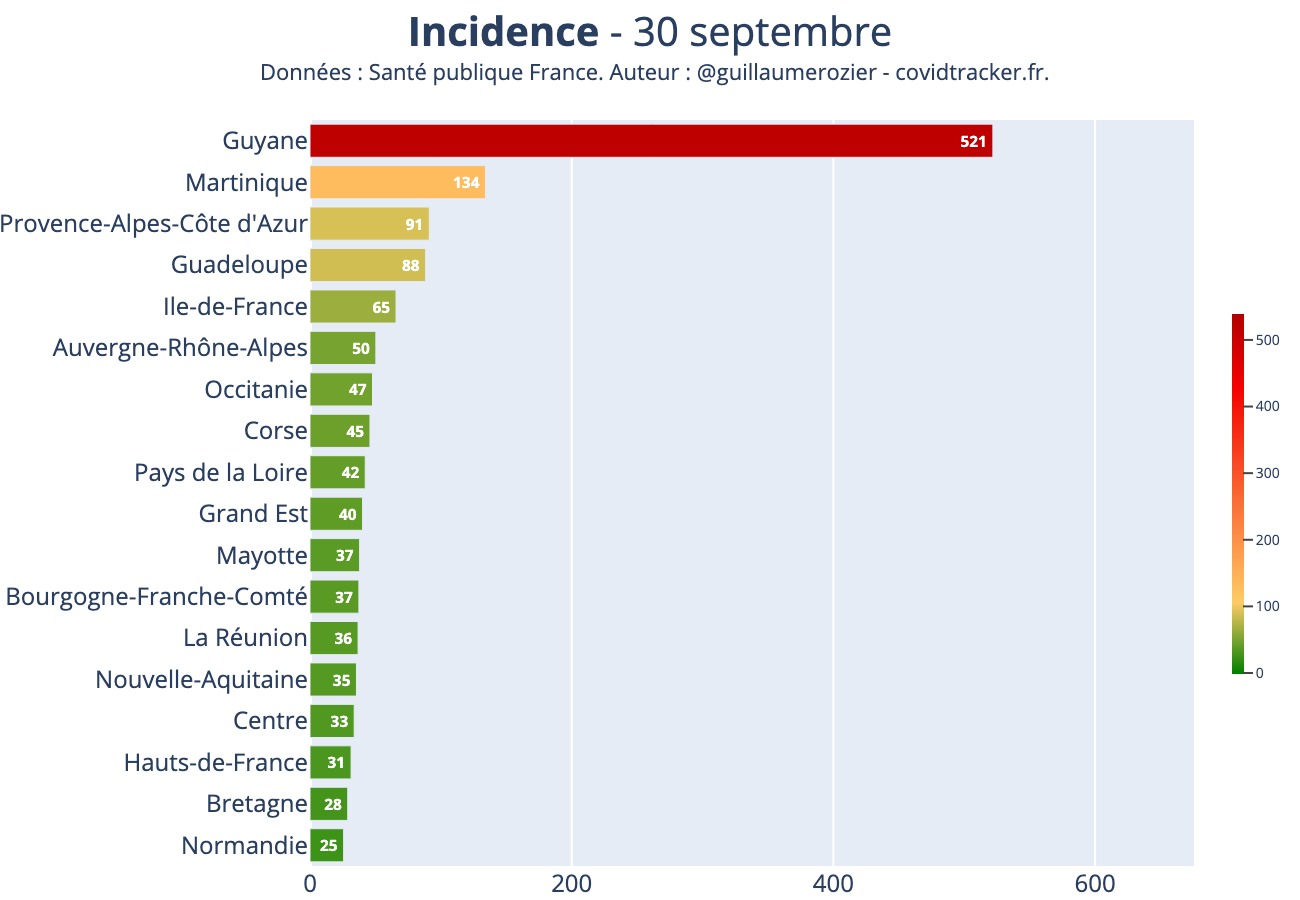 Incidence - 30 septembre
Données : Santé publique France. Auteur : @guillaumerozier - covidtracker.fr.
Guyane 521
Martinique 134
Provence-Alpes-Côte d'Azur 91
Guadeloupe 88
Ile-de-France 65
Auvergne-Rhône-Alpes 50
Occitanie 47
Corse 45
Pays de la Loire 42
Grand Est 40
Mayotte 37
Bourgogne-Franche-Comté 37
La Réunion 36
Nouvelle-Aquitaine 35
Centre 33
Hauts-de-France 31
Bretagne 28
Normandie 25
0 200 400 600
500
400
300
200
100
0